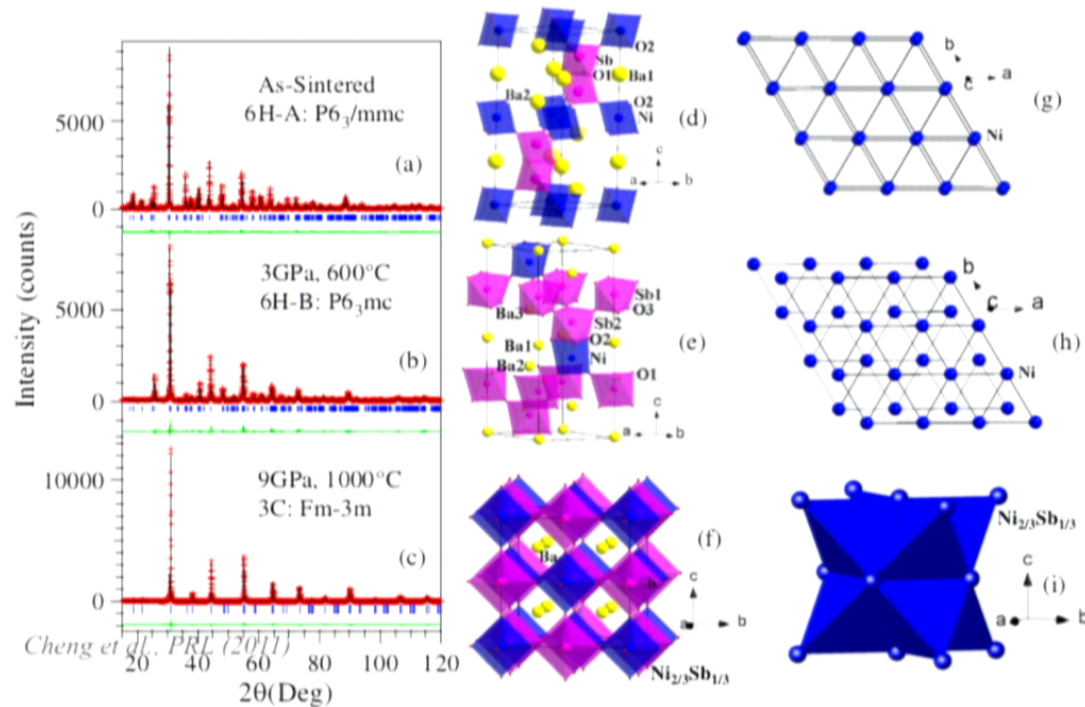 Intensity (counts)
As-Sintered
6H-A: P6₃/mmc
(a)
5000
0
3GPa, 600°C
6H-B: P6₃mc
(b)
5000
0
9GPa, 1000°C
3C: Fm-3m
(c)
10000
0
Cheng et al., PRL (2011)
20 40 60 80 100 120
2θ(Deg)
O2
Sb
O1
Ba1
Ba2
O2
Ni
(d)
c
a b
Sb1
O3
Ba3
Sb2
O2
Ba1
Ni
Ba2
O1
(e)
c
a b
Ba
Sb
(f)
c
a b
Ni₂/₃Sb₁/₃
b
a
c
(g)
Ni
b
c a
(h)
Ni
Ni₂/₃Sb₁/₃
c
(i)
a b